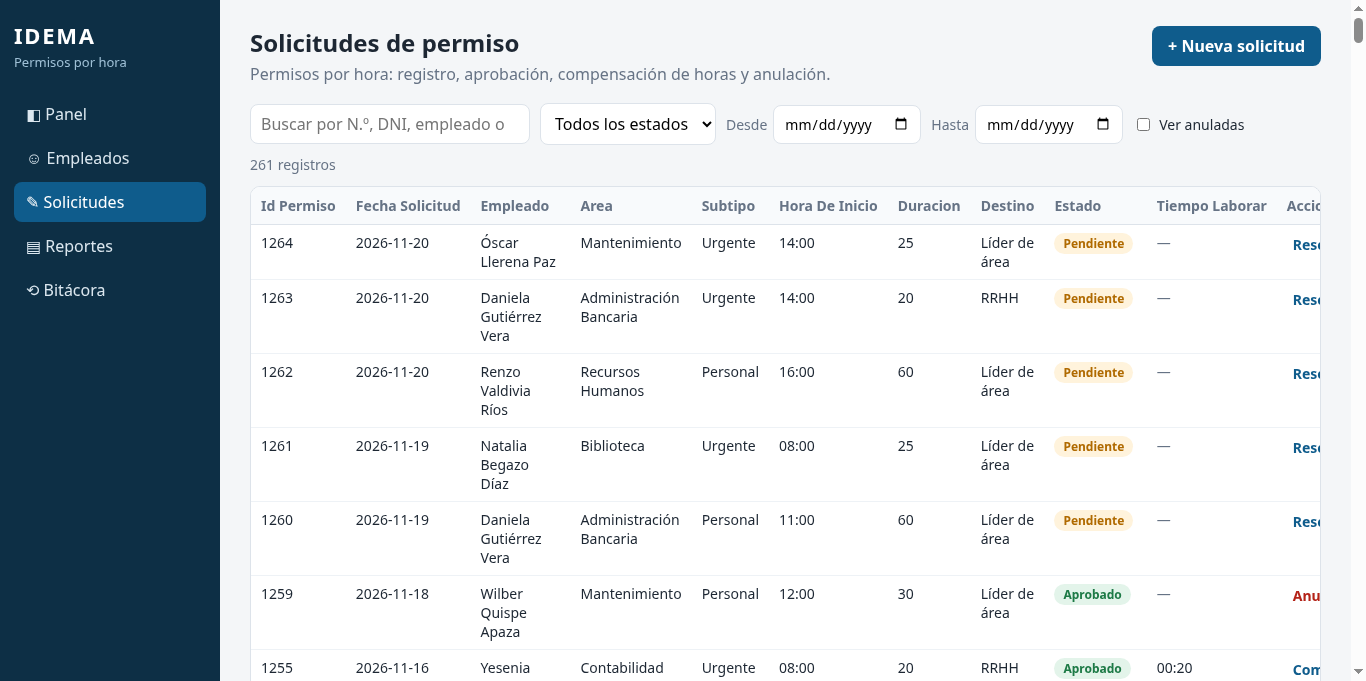 IDEMA
Permisos por hora
Panel
Empleados
Solicitudes
Reportes
Bitácora
Solicitudes de permiso
+ Nueva solicitud
Permisos por hora: registro, aprobación, compensación de horas y anulación.
Buscar por N.º, DNI, empleado o
Todos los estados
Desde
mm/dd/yyyy
Hasta
mm/dd/yyyy
Ver anuladas
261 registros
Id Permiso Fecha Solicitud Empleado Area Subtipo Hora De Inicio Duracion Destino Estado Tiempo Laborar Accio
1264 2026-11-20 Óscar Mantenimiento Urgente 14:00 25 Líder de Pendiente — Reso
Llerena Paz área
1263 2026-11-20 Daniela Administración Urgente 14:00 20 RRHH Pendiente — Reso
Gutiérrez Bancaria
Vera
1262 2026-11-20 Renzo Recursos Personal 16:00 60 Líder de Pendiente — Reso
Valdivia Humanos área
Ríos
1261 2026-11-19 Natalia Biblioteca Urgente 08:00 25 Líder de Pendiente — Reso
Begazo área
Díaz
1260 2026-11-19 Daniela Administración Personal 11:00 60 Líder de Pendiente — Reso
Gutiérrez Bancaria área
Vera
1259 2026-11-18 Wilber Mantenimiento Personal 12:00 30 Líder de Aprobado — Anu
Quispe área
Apaza
1255 2026-11-16 Yesenia Contabilidad Urgente 08:00 20 RRHH Aprobado 00:20 Com